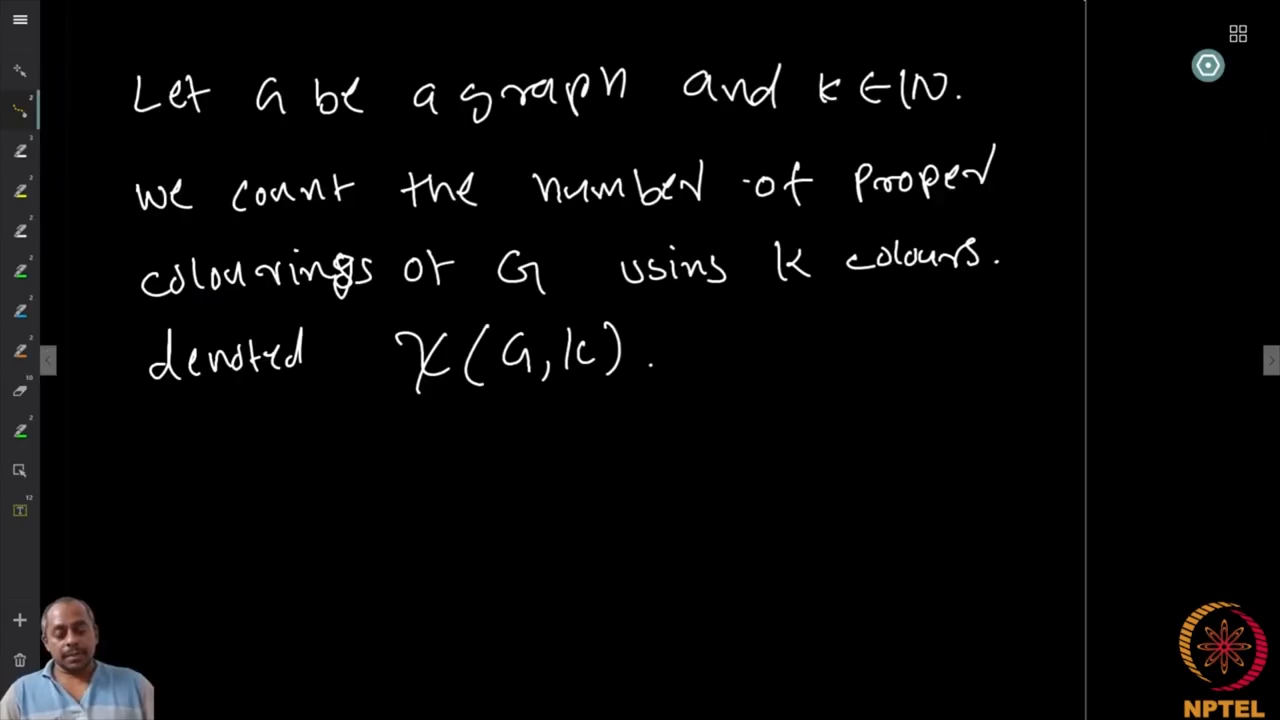 Let G be a graph and k ∈ ℕ.
we count the number of proper
colourings of G using k colours.
denoted χ(G,k).
NPTEL